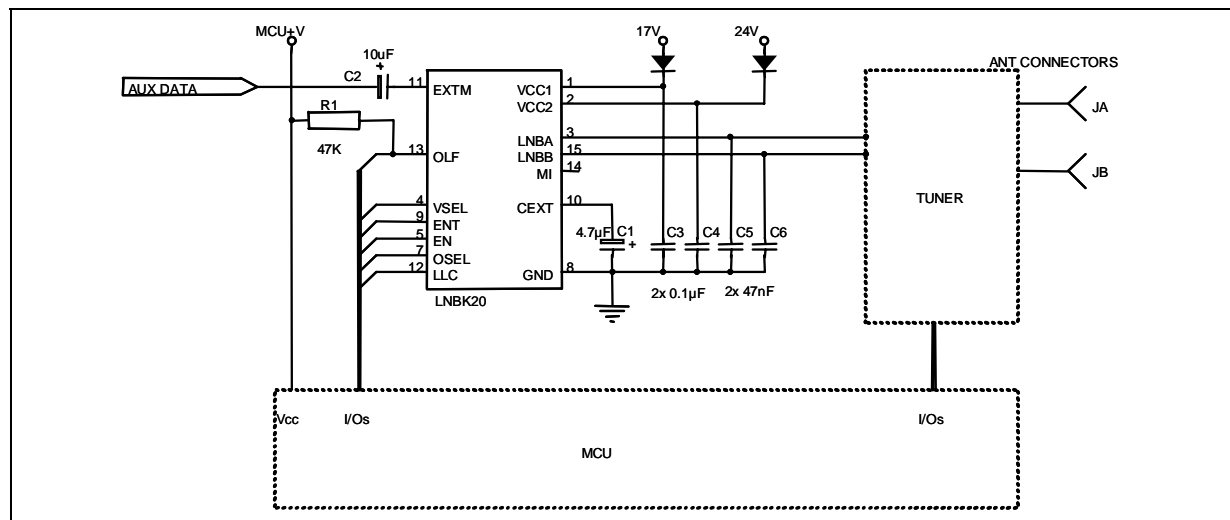 MCU+V
17V
24V
10uF
+
C2
AUX DATA
11
EXTM
VCC1
1
VCC2
2
ANT CONNECTORS
JA
R1
47K
LNBA
3
13
OLF
LNBB
15
MI
14
JB
TUNER
4
VSEL
CEXT
10
9
ENT
5
EN
4.7µF
C1
+
C3
C4
C5
C6
7
OSEL
12
LLC
GND
8
2x 0.1µF
2x 47nF
LNBK20
Vcc
I/Os
I/Os
MCU